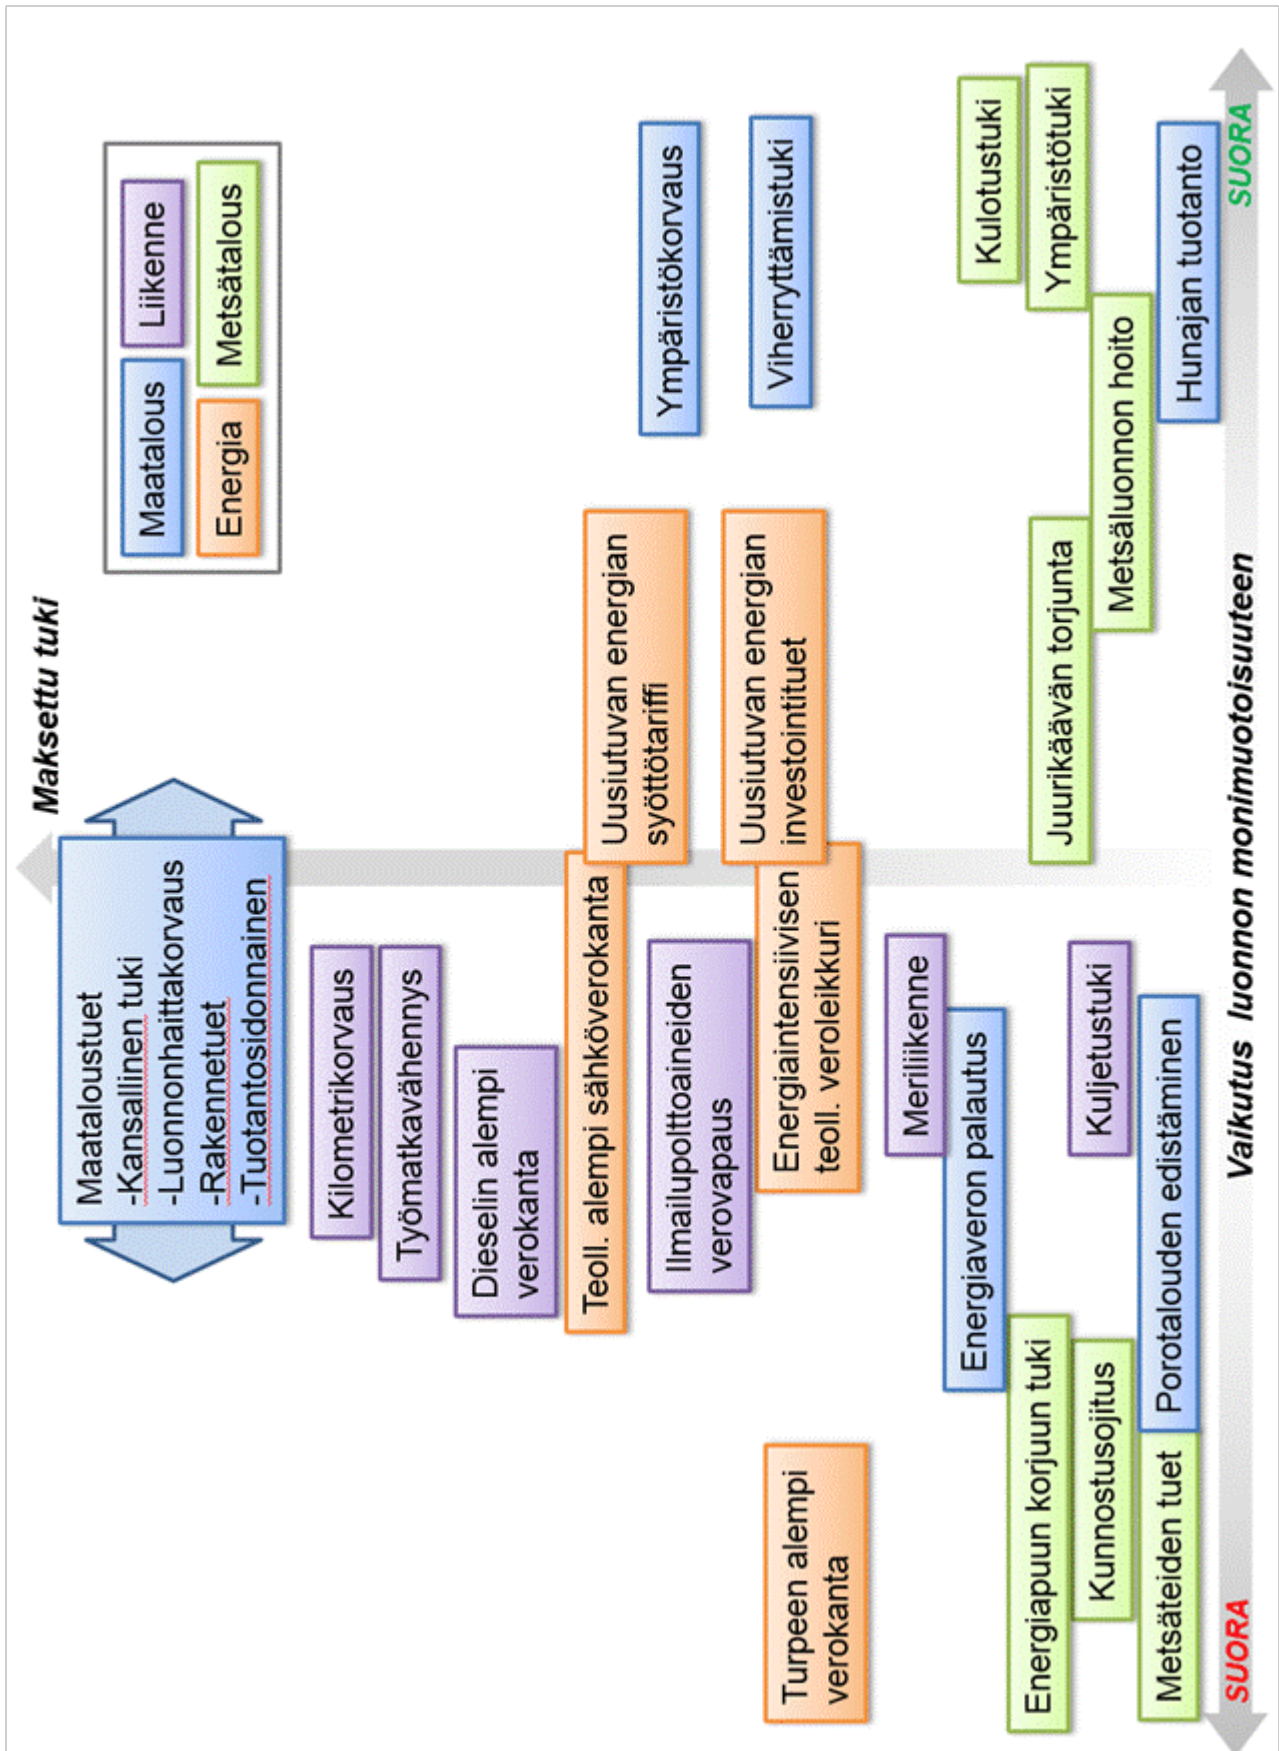 Maksettu tuki
Maatalous
Liikenne
Energia
Metsätalous
Maataloustuet
-Kansallinen tuki
-Luonnonhaittakorvaus
-Rakennetuet
-Tuotantosidonnainen
Kilometrikorvaus
Työmatkavähennys
Dieselin alempi
verokanta
Teoll. alempi sähköverokanta
Uusiutuvan energian
syöttötariffi
Ympäristökorvaus
Ilmailupolttoaineiden
verovapaus
Uusiutuvan energian
investointituet
Viherryttämistuki
Energiaintensiivisen
teoll. veroleikkuri
Turpeen alempi
verokanta
Meriliikenne
Energiaveron palautus
Kulotustuki
Energiapuun korjuun tuki
Juurikäävän torjunta
Ympäristötuki
Kunnostusojitus
Kuljetustuki
Metsäluonnon hoito
Metsäteiden tuet
Porotalouden edistäminen
Hunajan tuotanto
SUORA
Vaikutus luonnon monimuotoisuuteen
SUORA